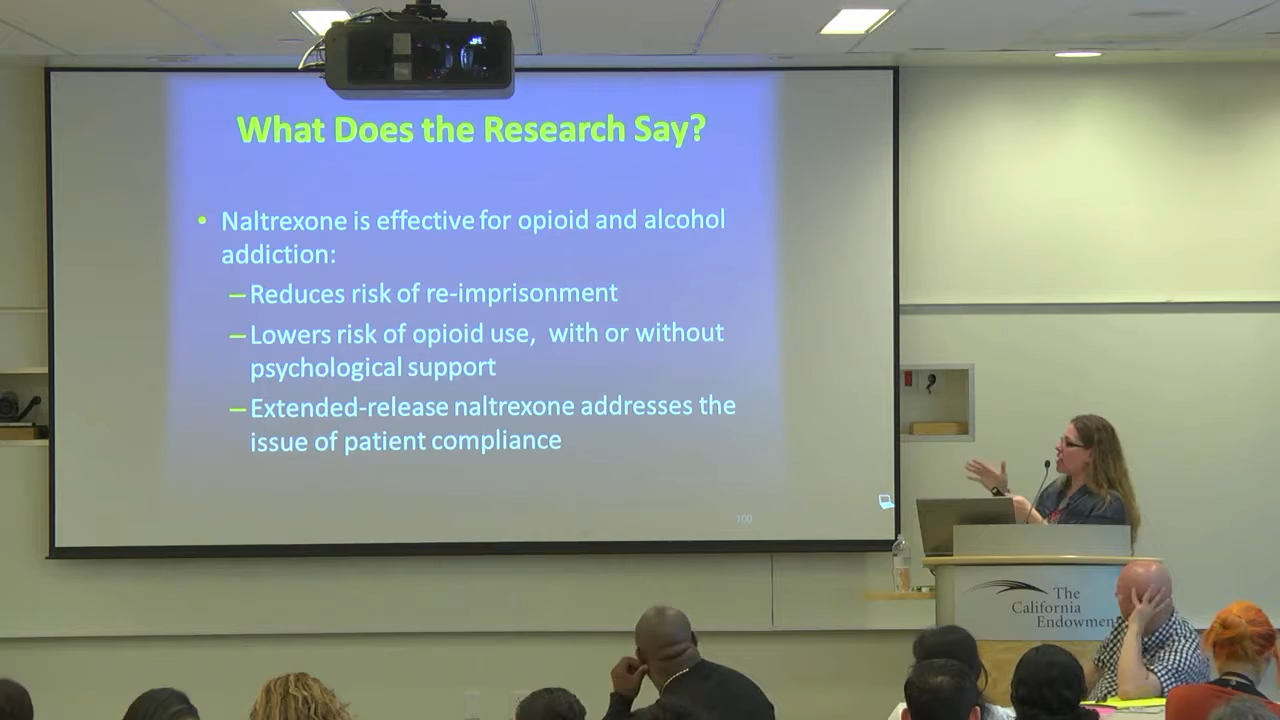 What Does the Research Say?
• Naltrexone is effective for opioid and alcohol
addiction:
–Reduces risk of re-imprisonment
–Lowers risk of opioid use, with or without
psychological support
–Extended-release naltrexone addresses the
issue of patient compliance
100
The
California
Endowmen